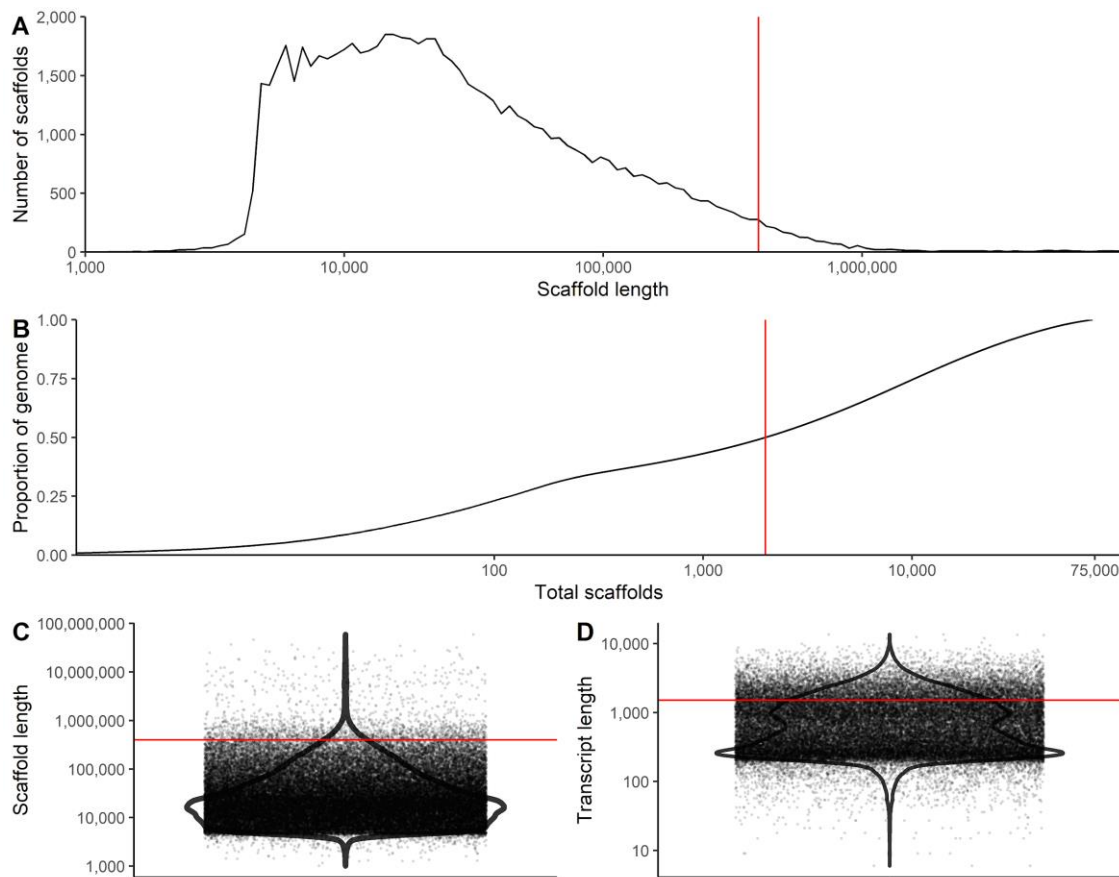 A
Number of scaffolds
2,000
1,500
1,000
500
0
1,000
10,000
100,000
1,000,000
Scaffold length
B
Proportion of genome
1.00
0.75
0.50
0.25
0.00
100
1,000
10,000
75,000
Total scaffolds
C
Scaffold length
100,000,000
10,000,000
1,000,000
100,000
10,000
1,000
D
Transcript length
10,000
1,000
100
10